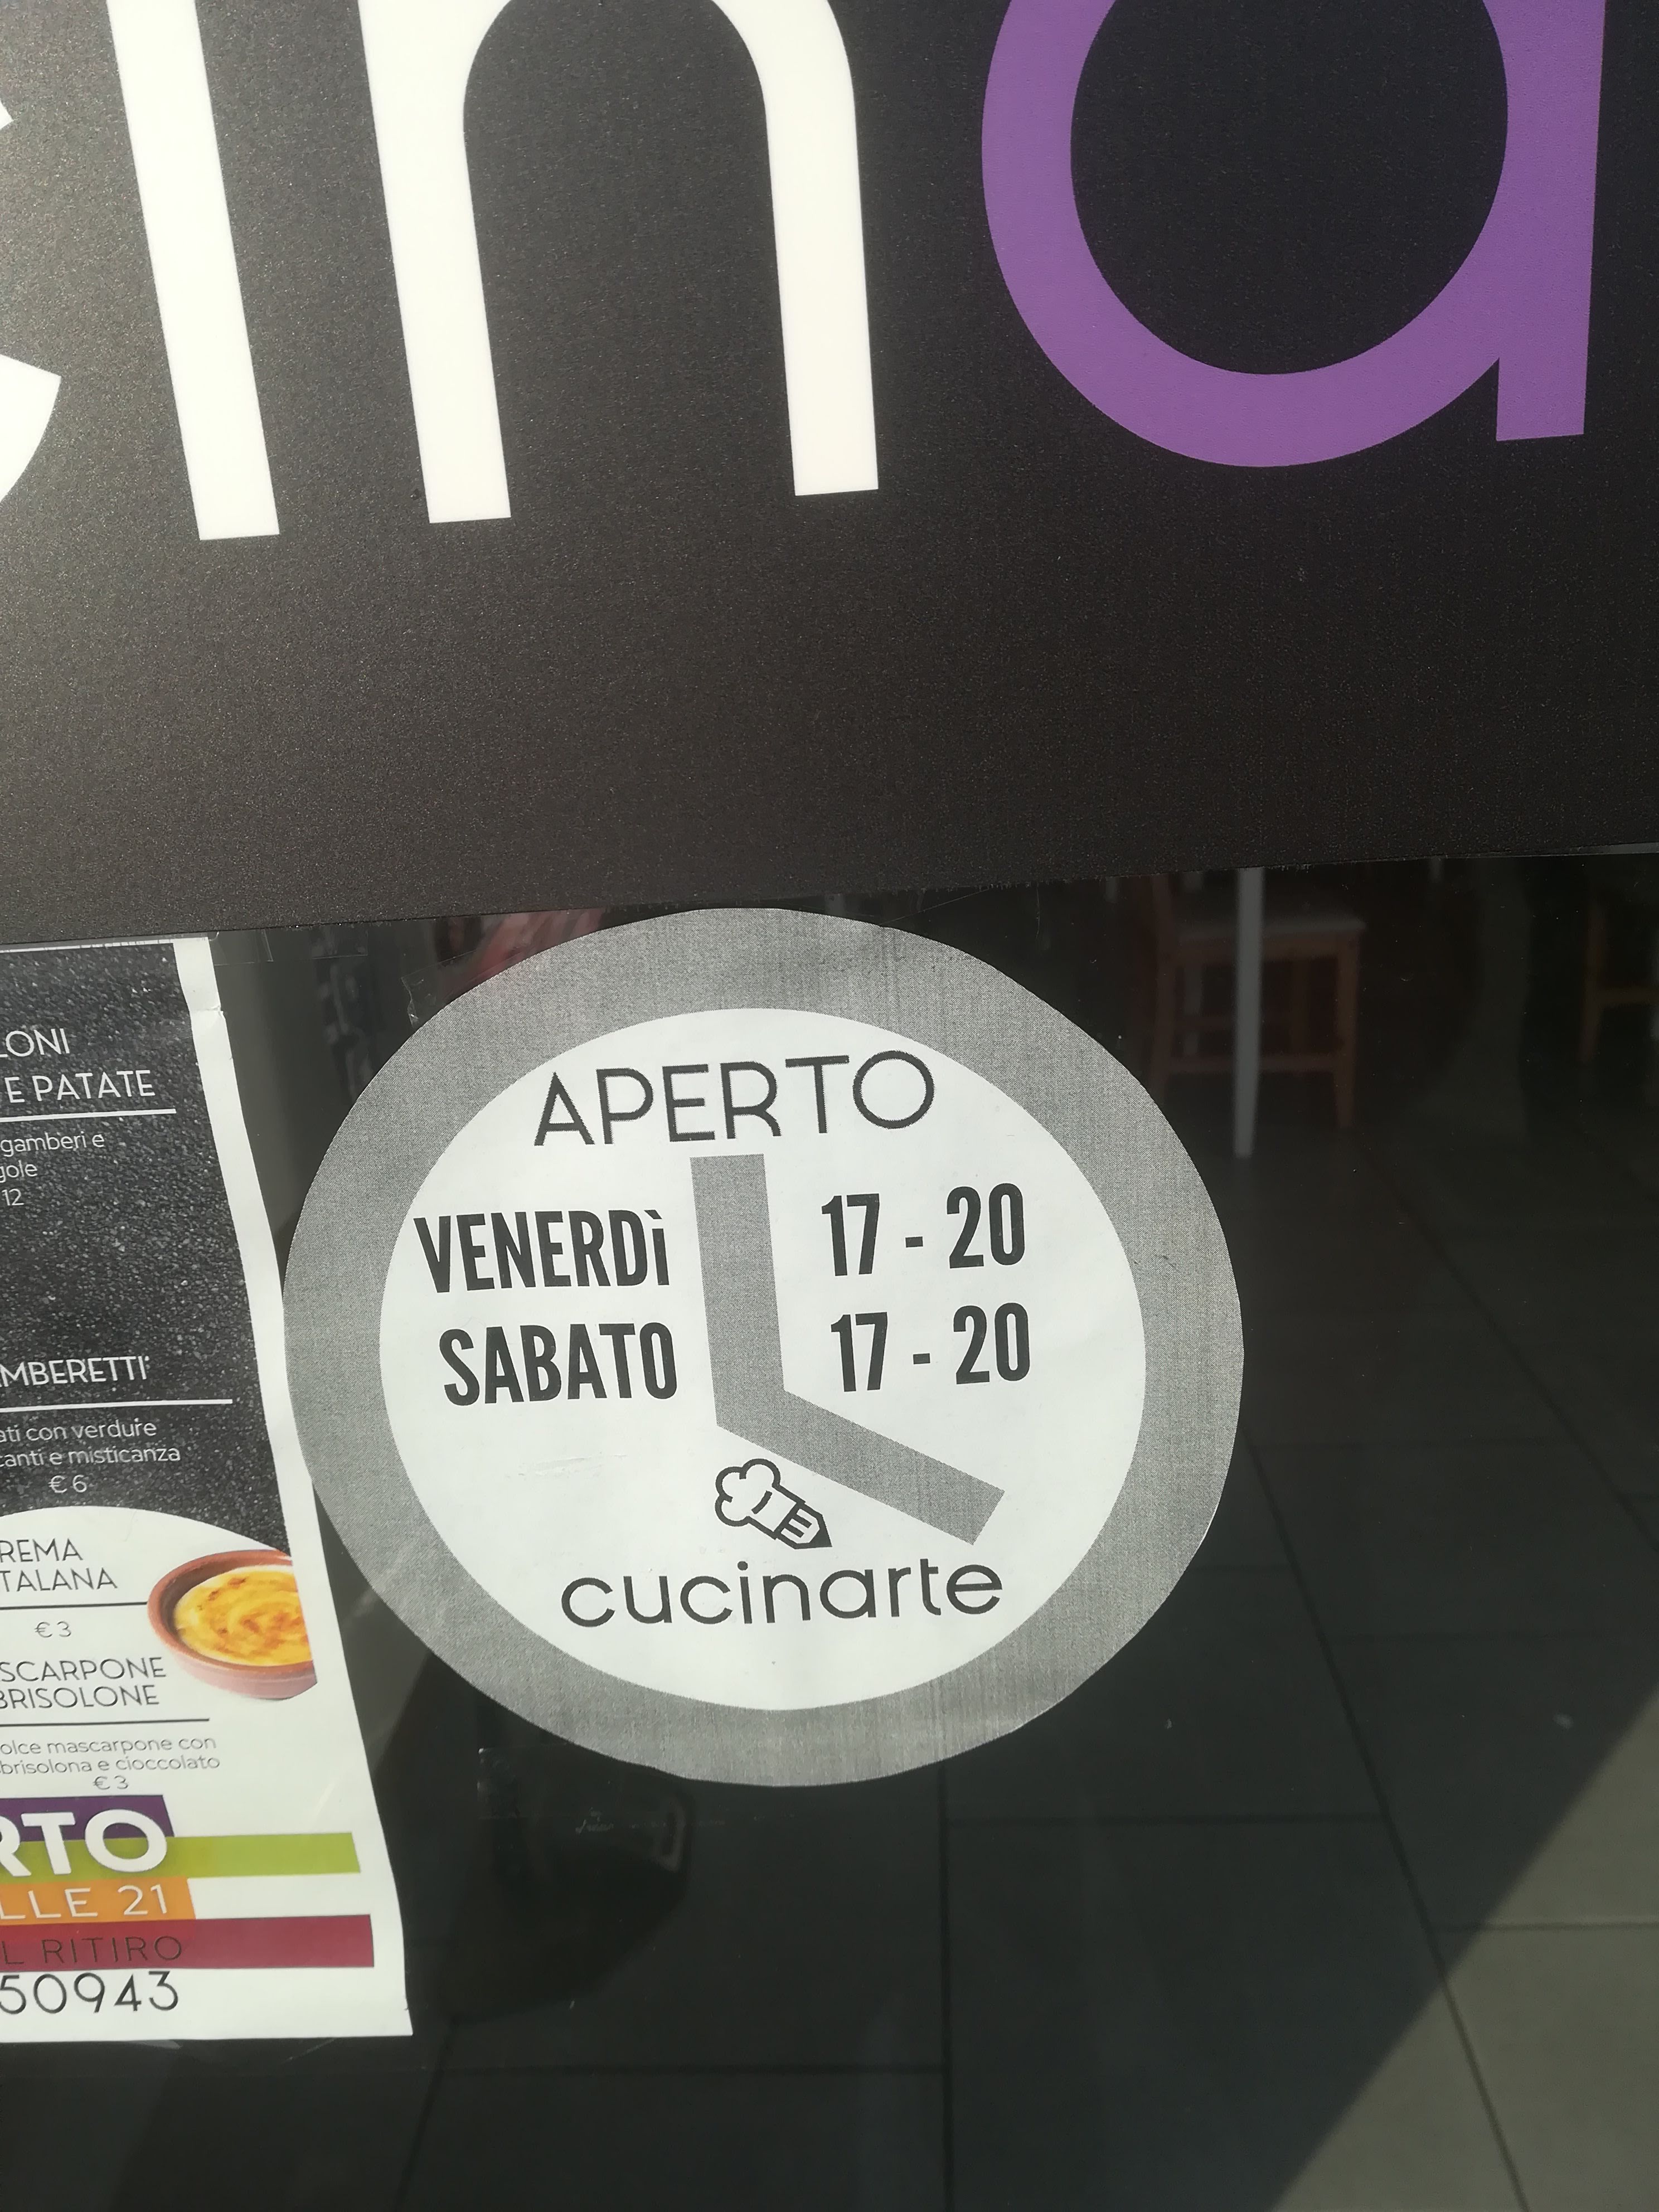 cina
APERTO
VENERDì 17 - 20
SABATO 17 - 20
cucinarte
LONI
E PATATE
gamberi e
gole
12
MBERETTI
ati con verdure
canti e misticanza
€ 6
REMA
TALANA
€ 3
SCARPONE
BRISOLONE
olce mascarpone con
brisolona e cioccolato
€ 3
RTO
LLE 21
L RITIRO
50943